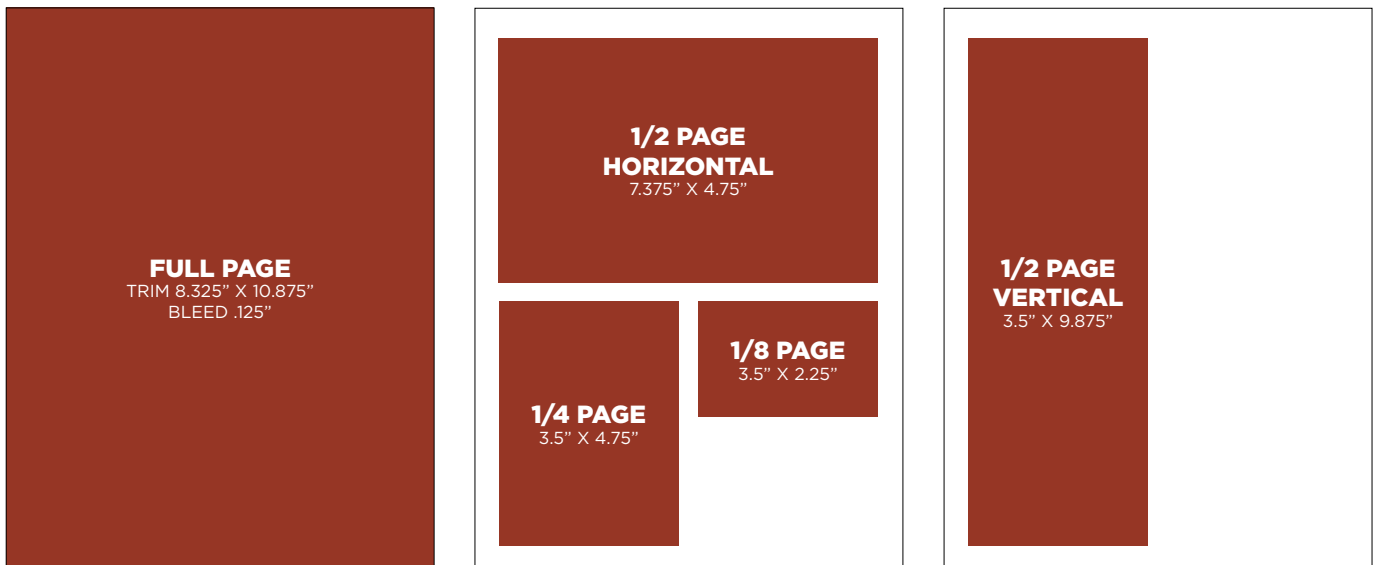 FULL PAGE
TRIM 8.325” X 10.875”
BLEED .125”
1/2 PAGE
HORIZONTAL
7.375” X 4.75”
1/4 PAGE
3.5” X 4.75”
1/8 PAGE
3.5” X 2.25”
1/2 PAGE
VERTICAL
3.5” X 9.875”